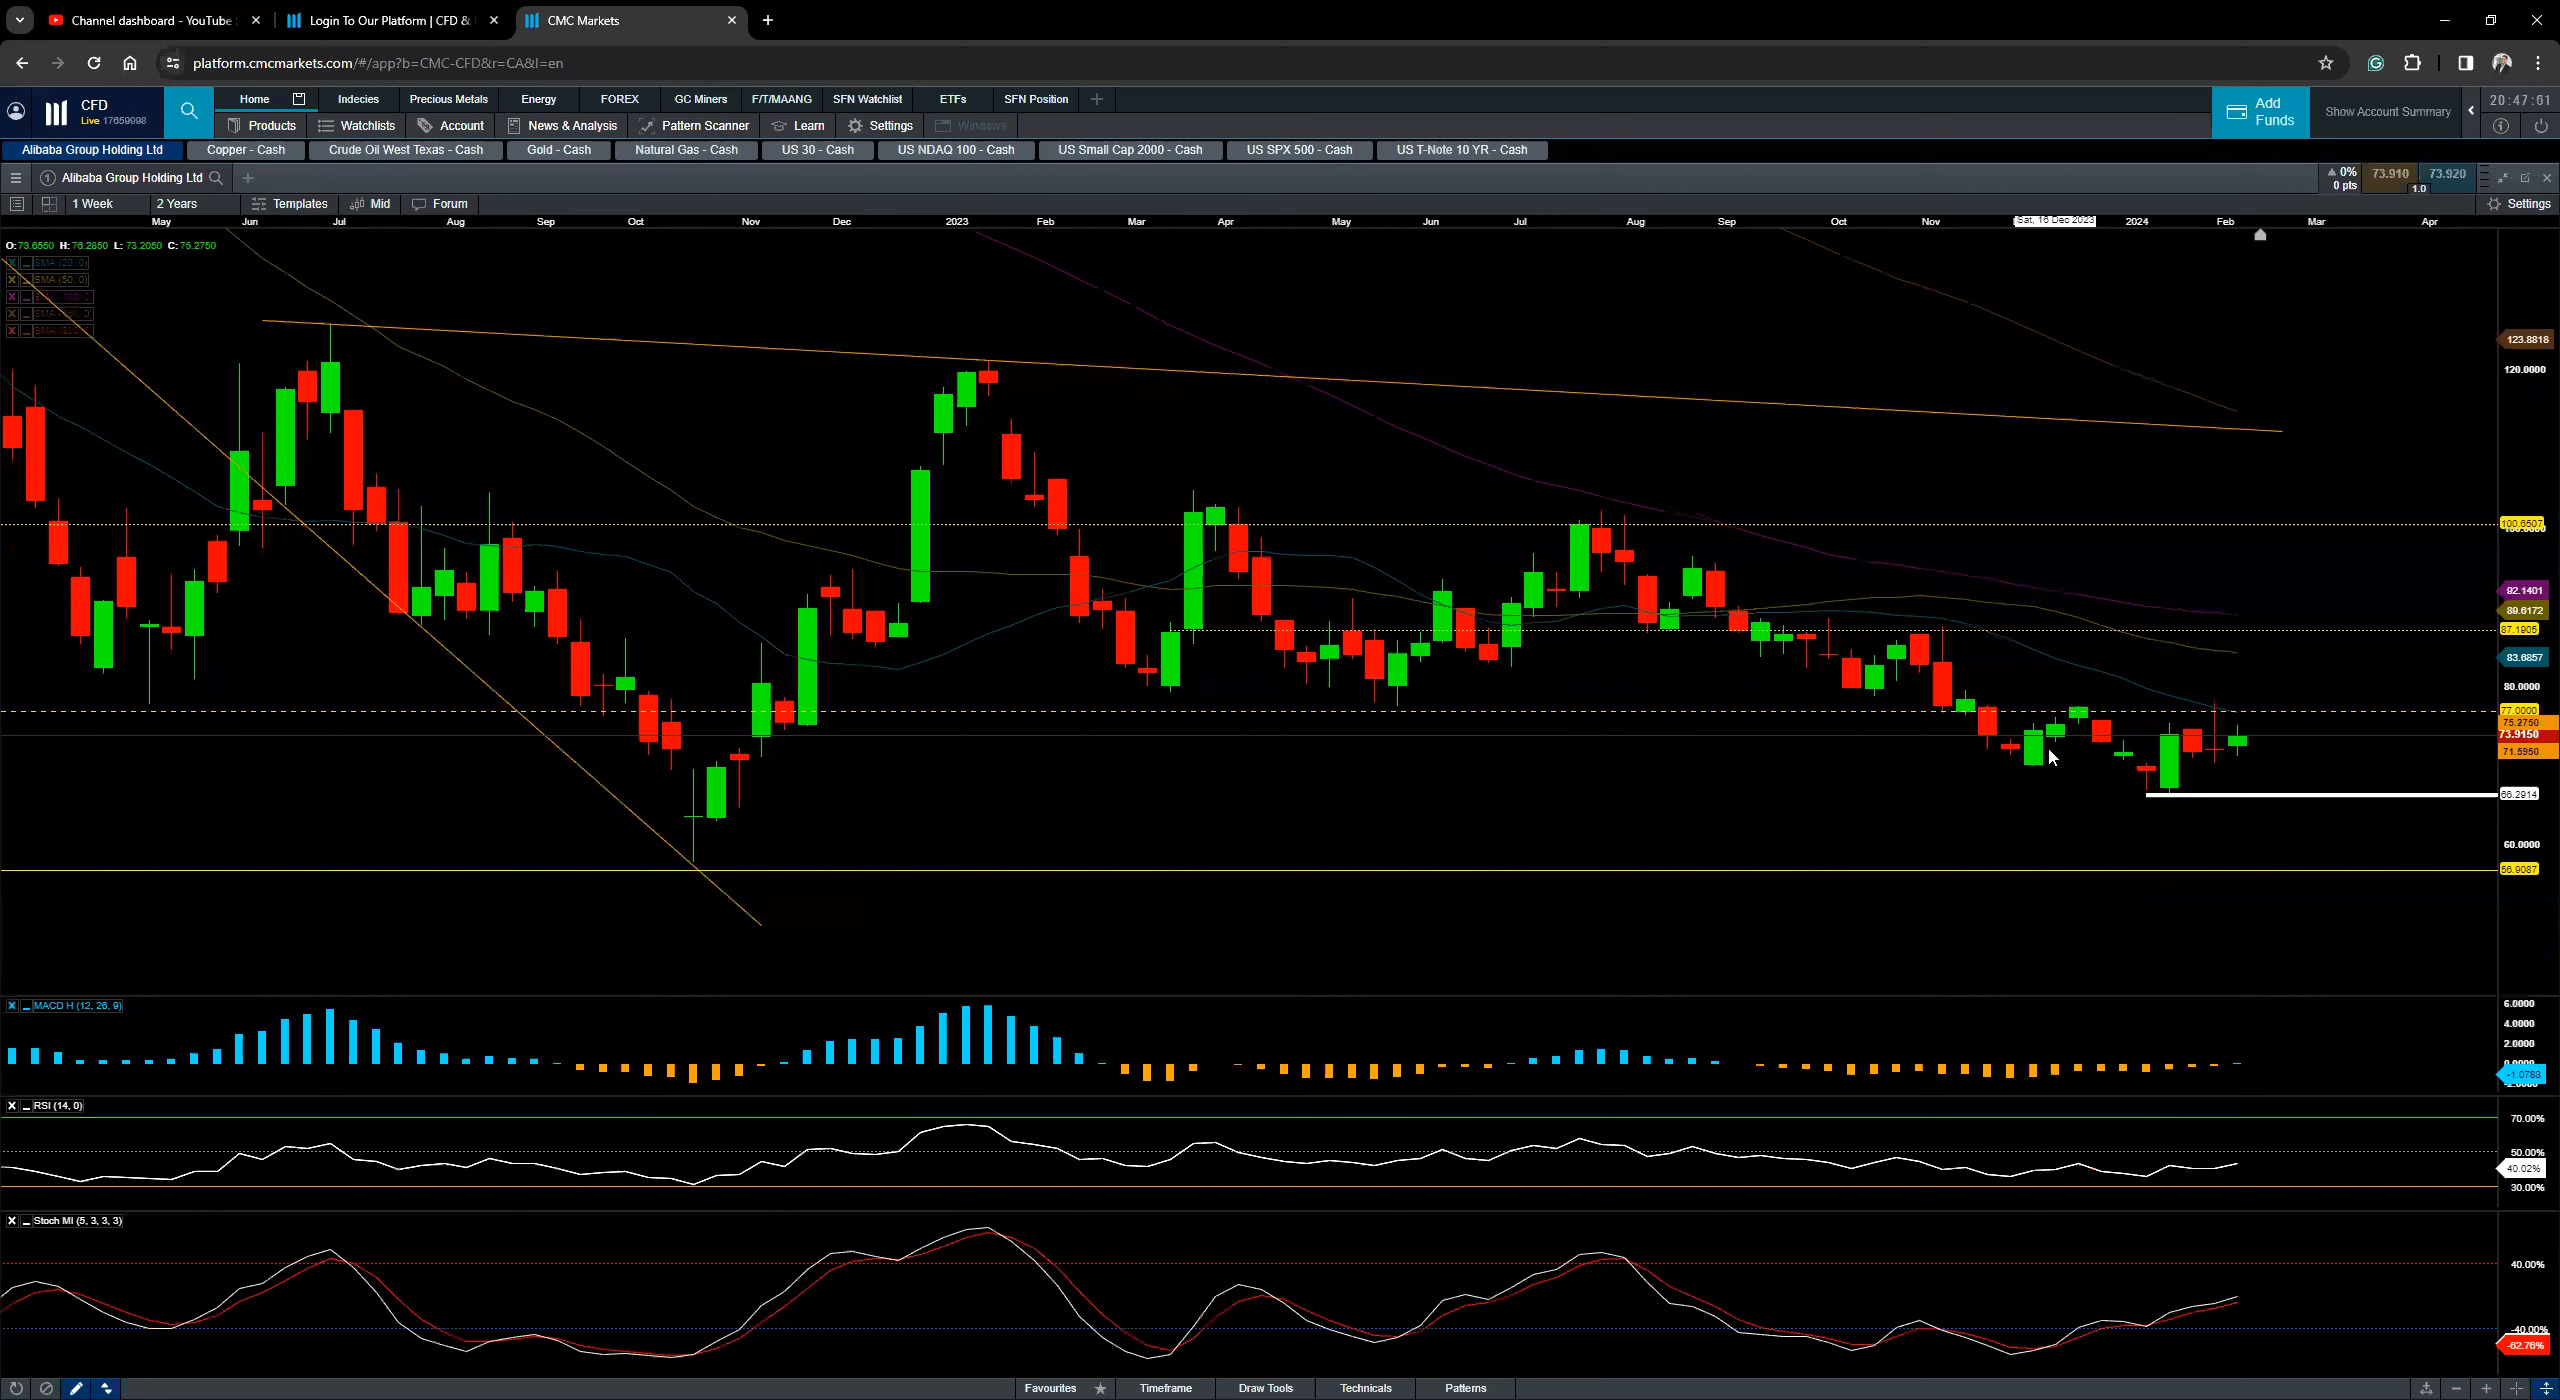 Channel dashboard - YouTube
Login To Our Platform | CFD &
CMC Markets
platform.cmcmarkets.com/#/app?b=CMC-CFD&r=CA&l=en
CFD
Live 17659998
Home Indecies Precious Metals Energy FOREX GC Miners F/T/MAANG SFN Watchlist ETFs SFN Position
Products Watchlists Account News & Analysis Pattern Scanner Learn Settings Windows
Add Funds
Show Account Summary
20:47:61
Alibaba Group Holding Ltd Copper - Cash Crude Oil West Texas - Cash Gold - Cash Natural Gas - Cash US 30 - Cash US NDAQ 100 - Cash US Small Cap 2000 - Cash US SPX 500 - Cash US T-Note 10 YR - Cash
1 Alibaba Group Holding Ltd
0%
0 pts
73.910 73.920
1.0
1 Week 2 Years Templates Mid Forum Settings
May Jun Jul Aug Sep Oct Nov Dec 2023 Feb Mar Apr May Jun Jul Aug Sep Oct Nov Sat, 16 Dec 2023 2024 Feb Mar Apr
O: 73.6550 H: 76.2850 L: 73.2050 C: 75.2750
SMA (20, 0)
SMA (50, 0)
123.8818
120.0000
100.6507
92.1401
89.6172
87.1905
83.6857
80.0000
77.0000
75.2750
73.9150
71.5950
66.2914
60.0000
56.9087
MACD H (12, 26, 9)
6.0000
4.0000
2.0000
0.0000
-1.0783
-2.0000
RSI (14, 0)
70.00%
50.00%
40.02%
30.00%
Stoch MI (5, 3, 3, 3)
40.00%
-40.00%
-62.76%
Favourites Timeframe Draw Tools Technicals Patterns